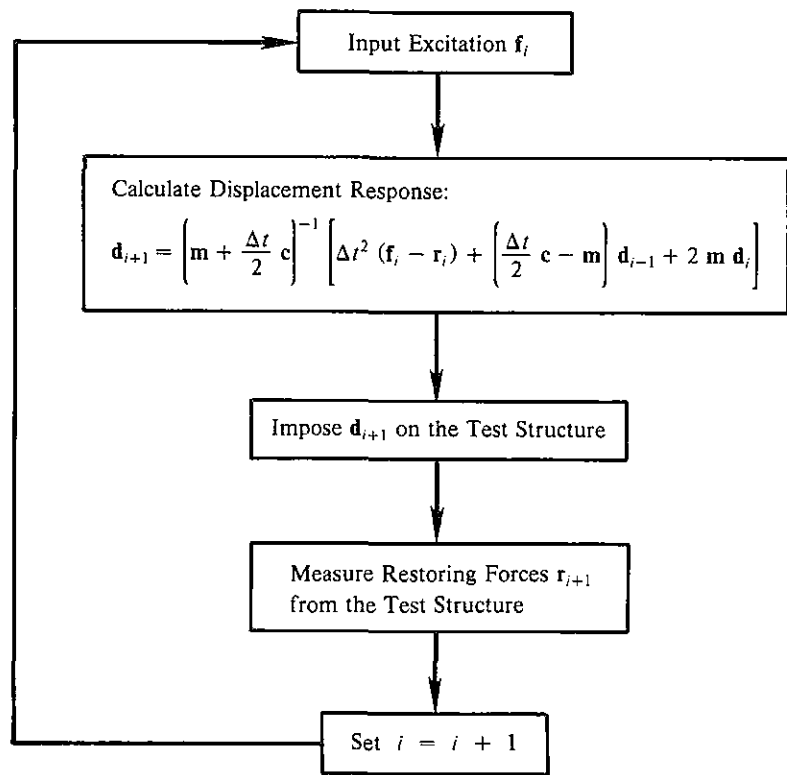 Input Excitation f_i
Calculate Displacement Response:
d_{i+1} = (m + Δt/2 c)^{-1} [Δt^2 (f_i − r_i) + (Δt/2 c − m) d_{i−1} + 2 m d_i]
Impose d_{i+1} on the Test Structure
Measure Restoring Forces r_{i+1}
from the Test Structure
Set i = i + 1